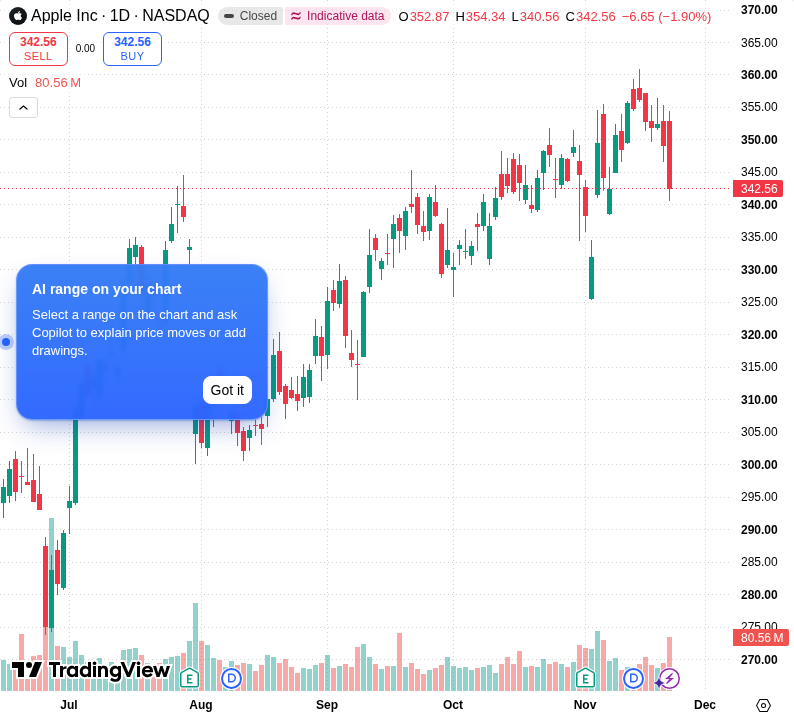 Apple Inc · 1D · NASDAQ Closed Indicative data O352.87 H354.34 L340.56 C342.56 −6.65 (−1.90%)
342.56 SELL
0.00
342.56 BUY
Vol 80.56 M
AI range on your chart
Select a range on the chart and ask
Copilot to explain price moves or add
drawings.
Got it
370.00
365.00
360.00
355.00
350.00
345.00
342.56
340.00
335.00
330.00
325.00
320.00
315.00
310.00
305.00
300.00
295.00
290.00
285.00
280.00
275.00
80.56 M
270.00
TradingView
E
D
E
D
Jul Aug Sep Oct Nov Dec